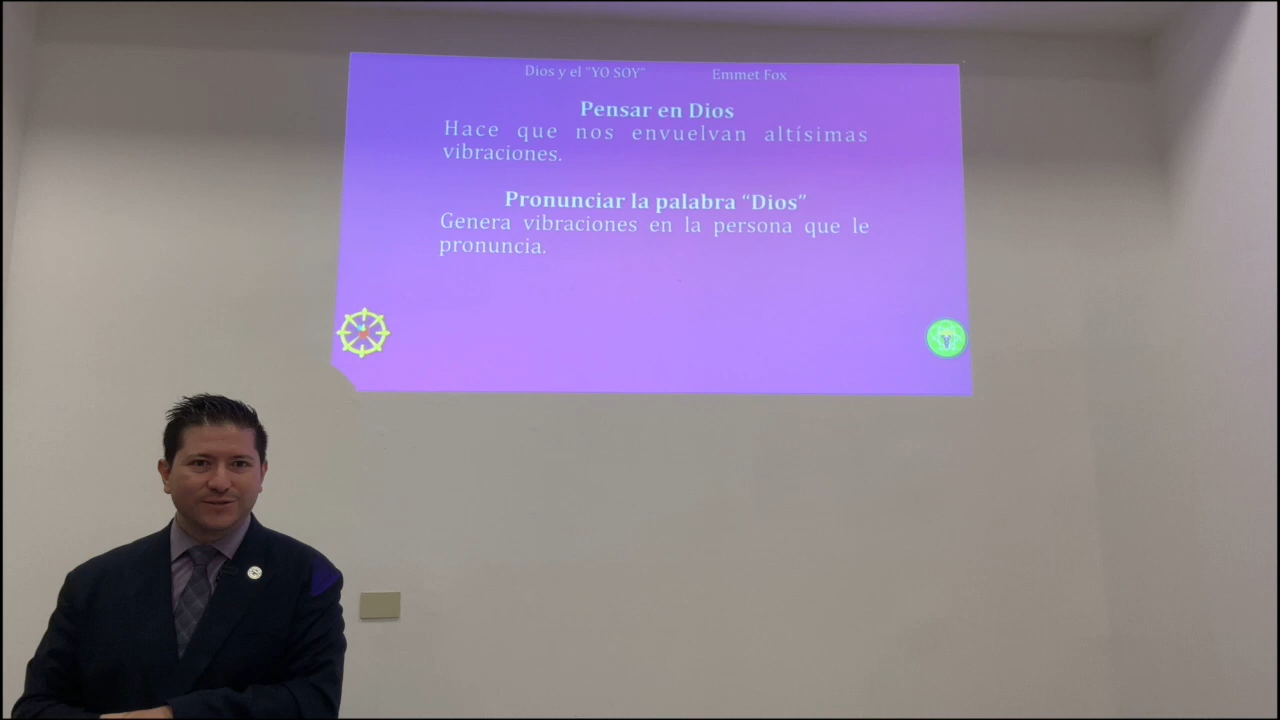 Dios y el "YO SOY" Emmet Fox
Pensar en Dios
Hace que nos envuelvan altísimas
vibraciones.
Pronunciar la palabra “Dios”
Genera vibraciones en la persona que le
pronuncia.